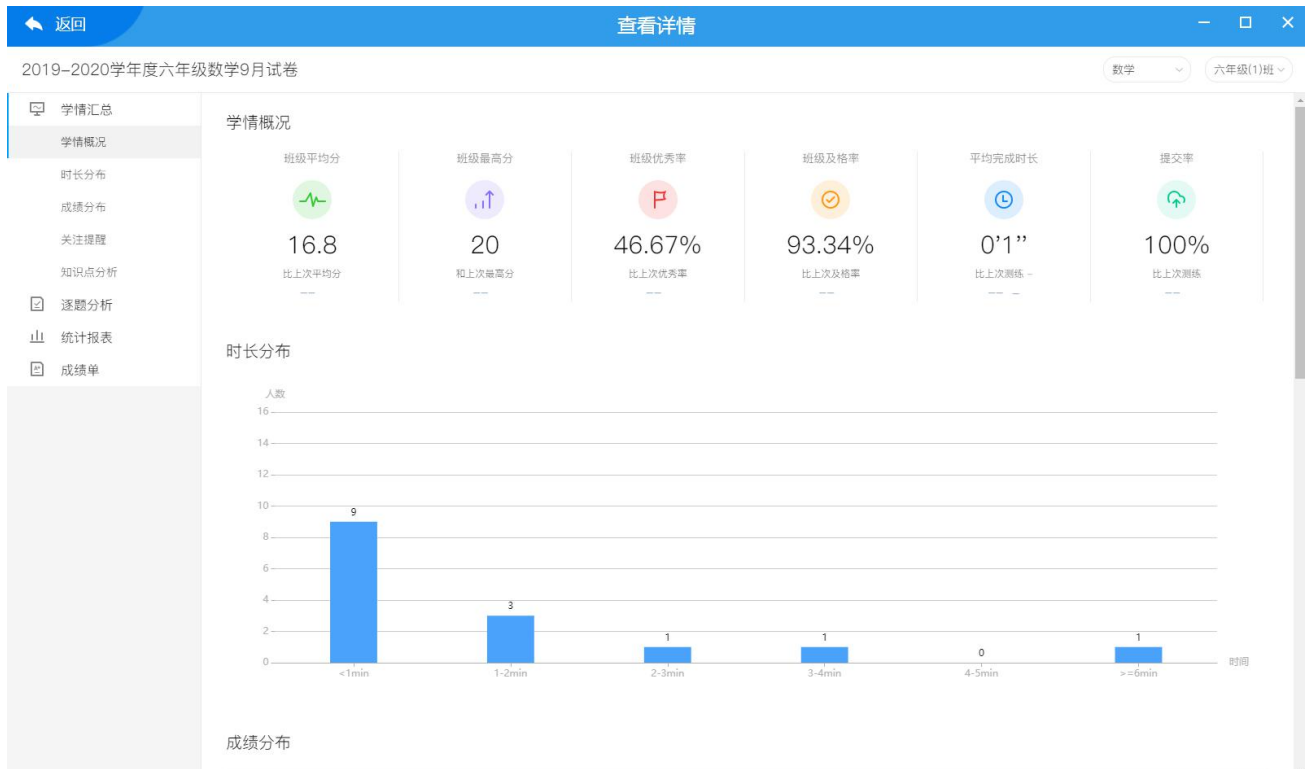 返回
查看详情
2019-2020学年度六年级数学9月试卷
数学
六年级(1)班
学情汇总
学情概况
时长分布
成绩分布
关注提醒
知识点分析
逐题分析
统计报表
成绩单
学情概况
班级平均分
班级最高分
班级优秀率
班级及格率
平均完成时长
提交率
16.8
20
46.67%
93.34%
0'1''
100%
比上次平均分
和上次最高分
比上次优秀率
比上次及格率
比上次测练 -
比上次测练
--
--
--
--
-- -
--
时长分布
人数
16
14
12
10
8
6
4
2
0
9
3
1
1
0
1
<1min
1-2min
2-3min
3-4min
4-5min
>=6min
时间
成绩分布